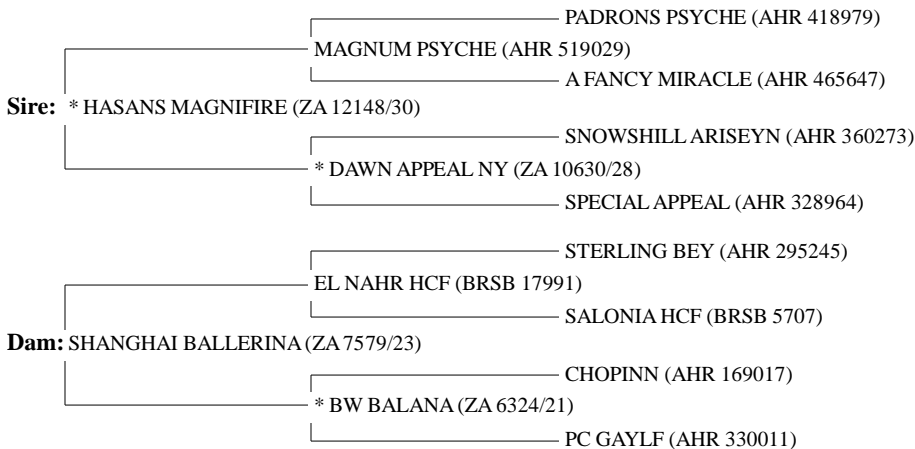 PADRONS PSYCHE (AHR 418979)
MAGNUM PSYCHE (AHR 519029)
A FANCY MIRACLE (AHR 465647)
Sire: * HASANS MAGNIFIRE (ZA 12148/30)
SNOWSHILL ARISEYN (AHR 360273)
* DAWN APPEAL NY (ZA 10630/28)
SPECIAL APPEAL (AHR 328964)
STERLING BEY (AHR 295245)
EL NAHR HCF (BRSB 17991)
SALONIA HCF (BRSB 5707)
Dam: SHANGHAI BALLERINA (ZA 7579/23)
CHOPINN (AHR 169017)
* BW BALANA (ZA 6324/21)
PC GAYLF (AHR 330011)